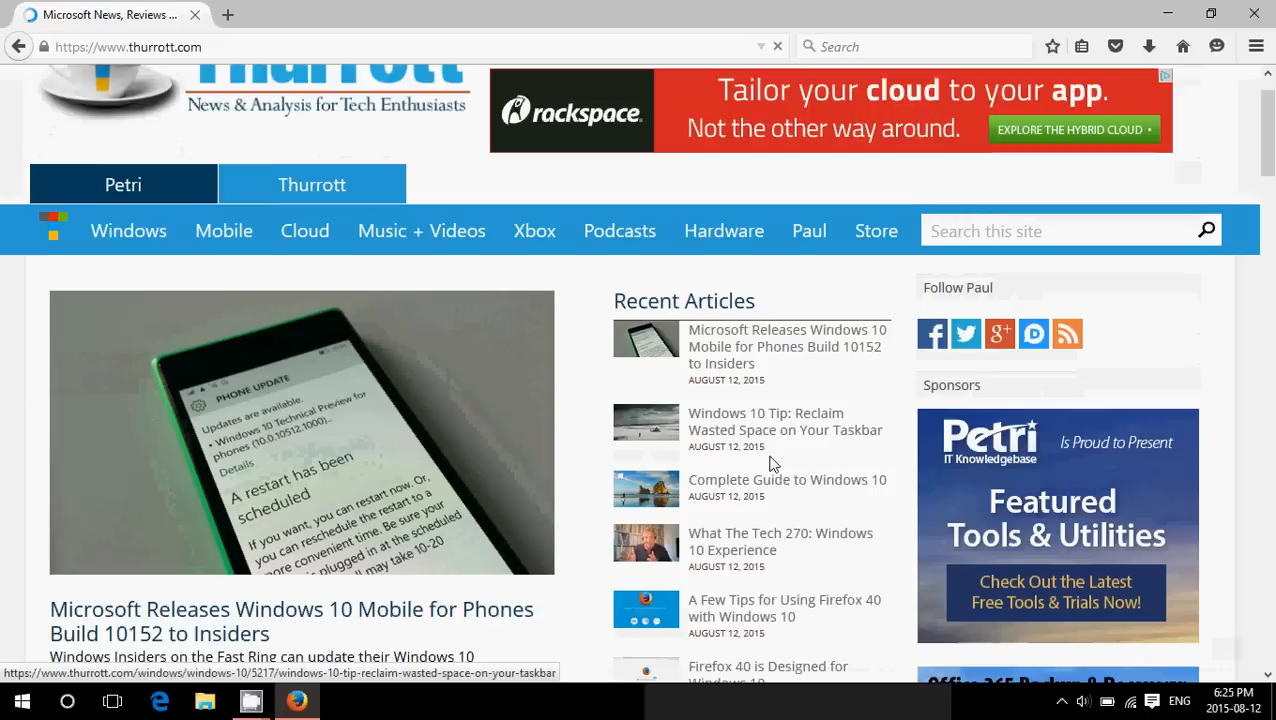 Microsoft News, Reviews ...
https://www.thurrott.com
Search
Thurrott
News & Analysis for Tech Enthusiasts
rackspace.
Tailor your cloud to your app.
Not the other way around.
EXPLORE THE HYBRID CLOUD
Petri
Thurrott
Windows
Mobile
Cloud
Music + Videos
Xbox
Podcasts
Hardware
Paul
Store
Search this site
PHONE UPDATE
Updates are available.
• Windows 10 Technical Preview for
phones (10.0.10512.1000)...
Details
A restart has been
scheduled
If you want, you can restart now. Or,
you can reschedule the restart to a
more convenient time. Be sure your
is plugged in at the scheduled
may take 10-20
Microsoft Releases Windows 10 Mobile for Phones
Build 10152 to Insiders
Windows Insiders on the Fast Ring can update their Windows 10
Recent Articles
Microsoft Releases Windows 10
Mobile for Phones Build 10152
to Insiders
AUGUST 12, 2015
Windows 10 Tip: Reclaim
Wasted Space on Your Taskbar
AUGUST 12, 2015
Complete Guide to Windows 10
AUGUST 12, 2015
What The Tech 270: Windows
10 Experience
AUGUST 12, 2015
A Few Tips for Using Firefox 40
with Windows 10
AUGUST 12, 2015
Firefox 40 is Designed for
Windows 10
Follow Paul
Sponsors
Petri
IT Knowledgebase
Is Proud to Present
Featured
Tools & Utilities
Check Out the Latest
Free Tools & Trials Now!
Office 365 Backup & Recovery
https://www.thurrott.com/windows/windows-10/5217/windows-10-tip-reclaim-wasted-space-on-your-taskbar
ENG
6:25 PM
2015-08-12